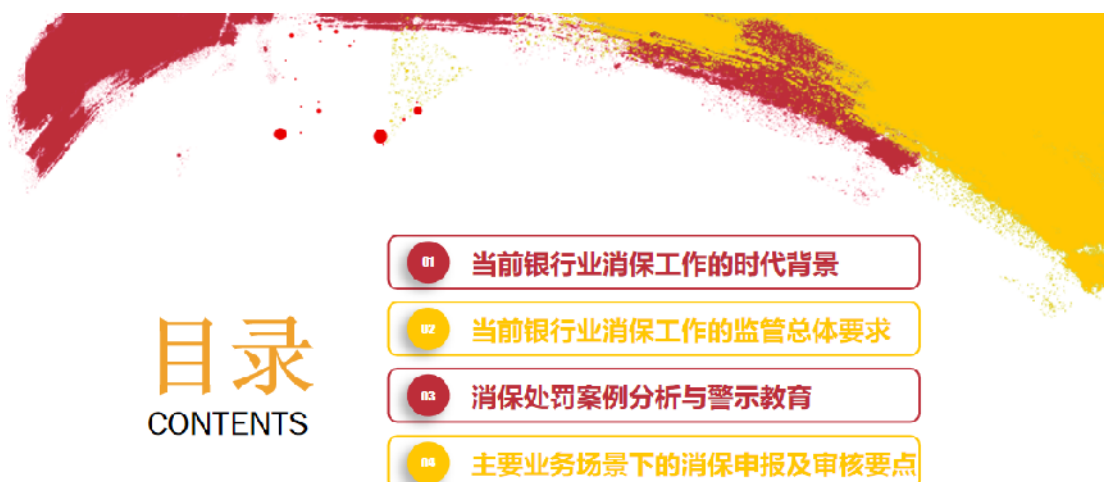 01 当前银行业消保工作的时代背景
02 当前银行业消保工作的监管总体要求
目录
03 消保处罚案例分析与警示教育
CONTENTS
04 主要业务场景下的消保申报及审核要点